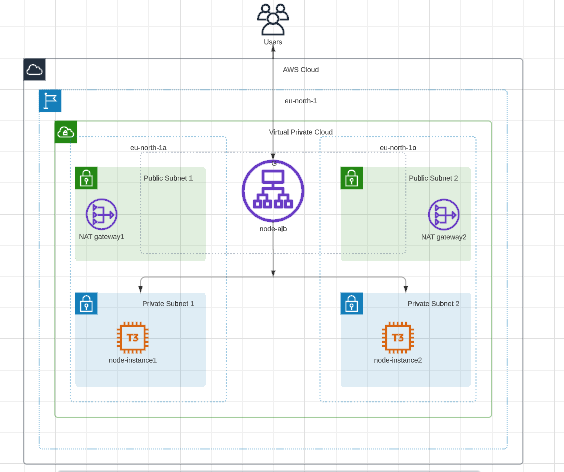 Users
AWS Cloud
eu-north-1
Virtual Private Cloud
eu-north-1a
eu-north-1b
Public Subnet 1
Public Subnet 2
NAT gateway1
node-alb
NAT gateway2
Private Subnet 1
Private Subnet 2
T3
T3
node-instance1
node-instance2